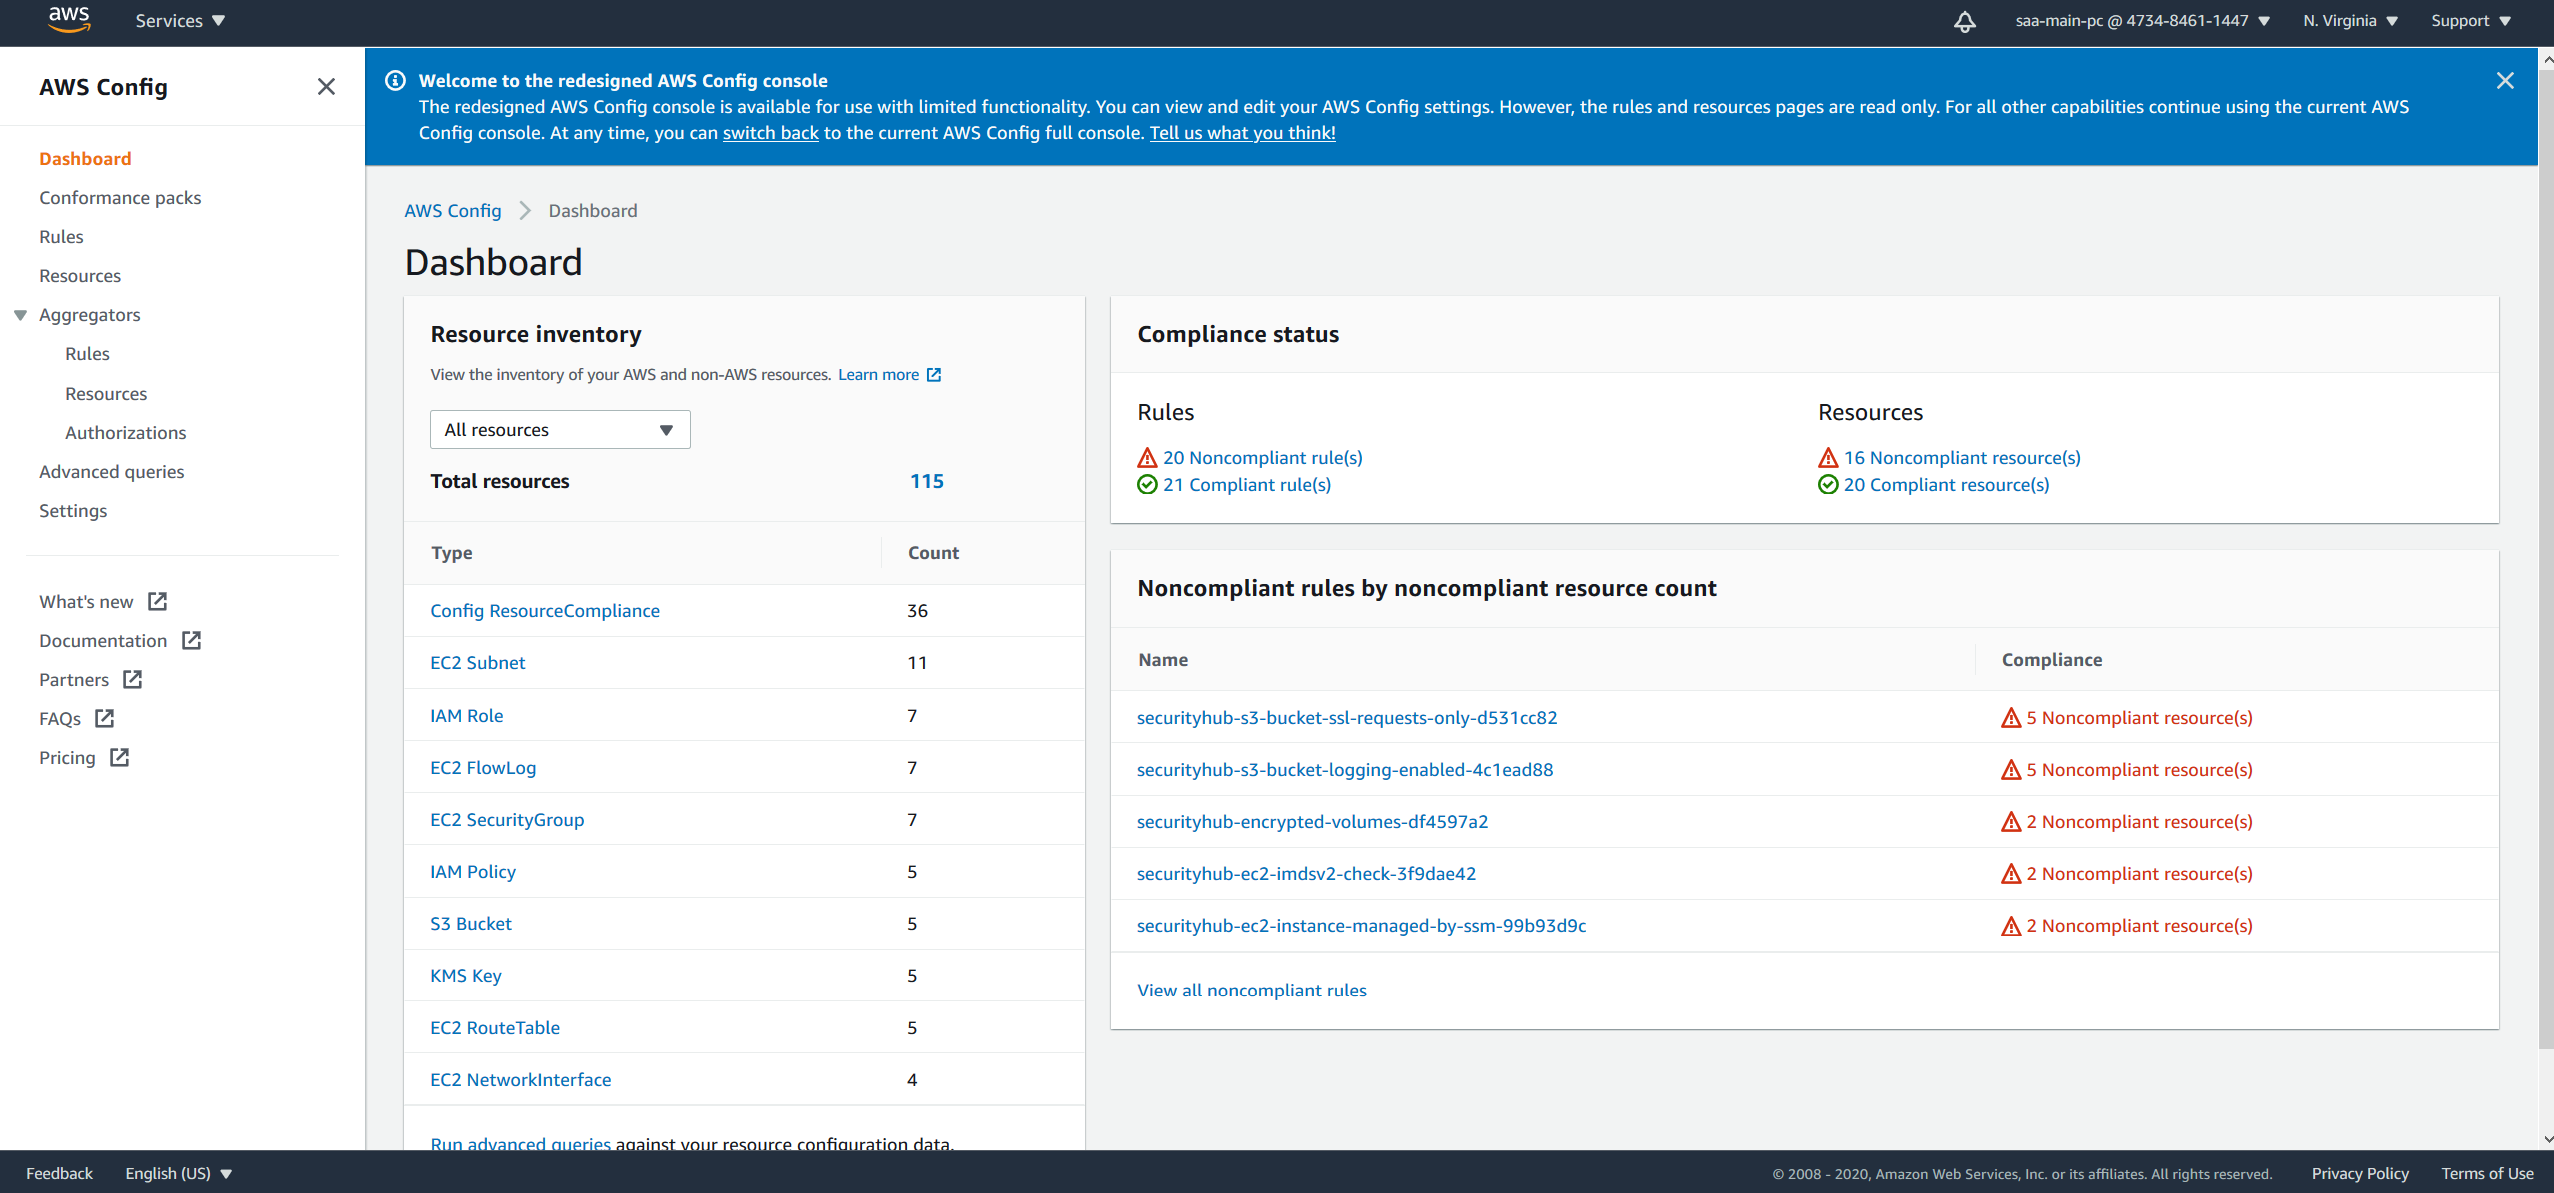 aws
Services
saa-main-pc @ 4734-8461-1447
N. Virginia
Support
AWS Config
Dashboard
Conformance packs
Rules
Resources
Aggregators
Rules
Resources
Authorizations
Advanced queries
Settings
What's new
Documentation
Partners
FAQs
Pricing
Welcome to the redesigned AWS Config console
The redesigned AWS Config console is available for use with limited functionality. You can view and edit your AWS Config settings. However, the rules and resources pages are read only. For all other capabilities continue using the current AWS
Config console. At any time, you can switch back to the current AWS Config full console. Tell us what you think!
AWS Config Dashboard
Dashboard
Resource inventory
View the inventory of your AWS and non-AWS resources. Learn more
All resources
Total resources 115
Type Count
Config ResourceCompliance 36
EC2 Subnet 11
IAM Role 7
EC2 FlowLog 7
EC2 SecurityGroup 7
IAM Policy 5
S3 Bucket 5
KMS Key 5
EC2 RouteTable 5
EC2 NetworkInterface 4
Run advanced queries against your resource configuration data.
Compliance status
Rules
20 Noncompliant rule(s)
21 Compliant rule(s)
Resources
16 Noncompliant resource(s)
20 Compliant resource(s)
Noncompliant rules by noncompliant resource count
Name Compliance
securityhub-s3-bucket-ssl-requests-only-d531cc82 5 Noncompliant resource(s)
securityhub-s3-bucket-logging-enabled-4c1ead88 5 Noncompliant resource(s)
securityhub-encrypted-volumes-df4597a2 2 Noncompliant resource(s)
securityhub-ec2-imdsv2-check-3f9dae42 2 Noncompliant resource(s)
securityhub-ec2-instance-managed-by-ssm-99b93d9c 2 Noncompliant resource(s)
View all noncompliant rules
Feedback
English (US)
© 2008 - 2020, Amazon Web Services, Inc. or its affiliates. All rights reserved.
Privacy Policy
Terms of Use